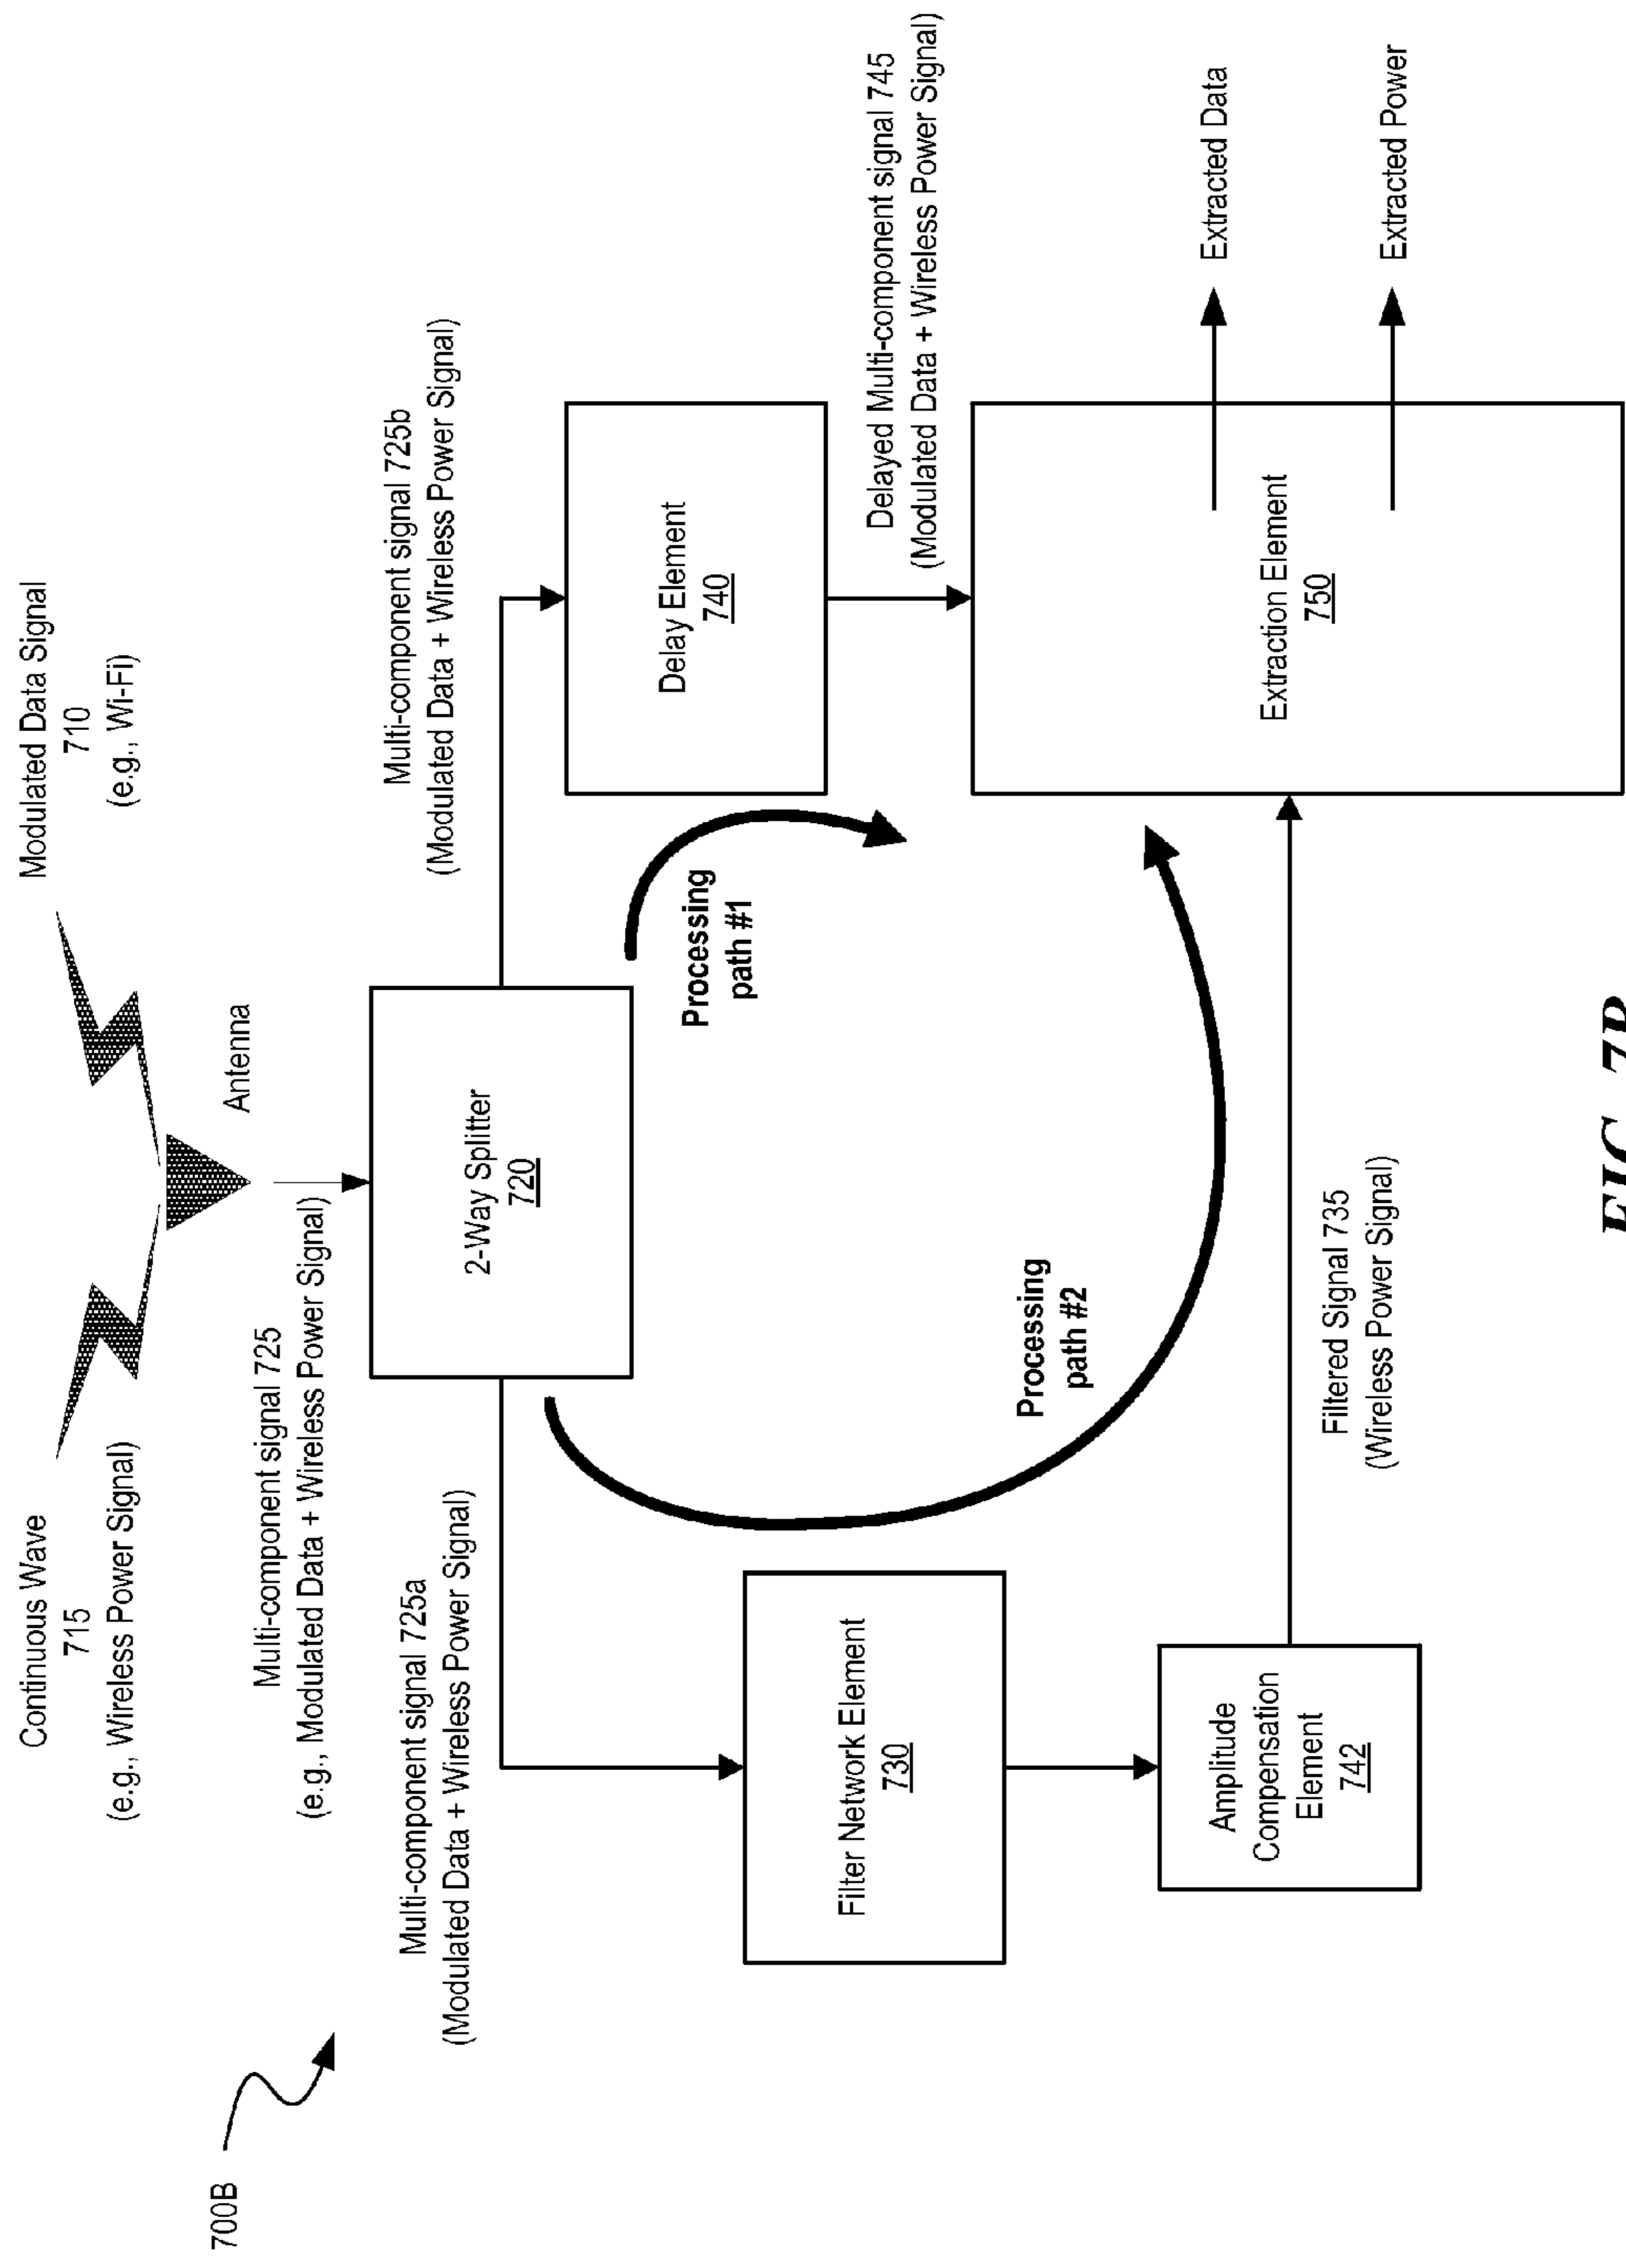 700B
Continuous Wave
715
(e.g., Wireless Power Signal)
Modulated Data Signal
710
(e.g., Wi-Fi)
Antenna
Multi-component signal 725
(e.g., Modulated Data + Wireless Power Signal)
2-Way Splitter
720
Multi-component signal 725a
(Modulated Data + Wireless Power Signal)
Multi-component signal 725b
(Modulated Data + Wireless Power Signal)
Processing
path #1
Delay Element
740
Filter Network Element
730
Processing
path #2
Delayed Multi-component signal 745
(Modulated Data + Wireless Power Signal)
Amplitude
Compensation
Element
742
Filtered Signal 735
(Wireless Power Signal)
Extraction Element
750
Extracted Data
Extracted Power
FIG. 7B